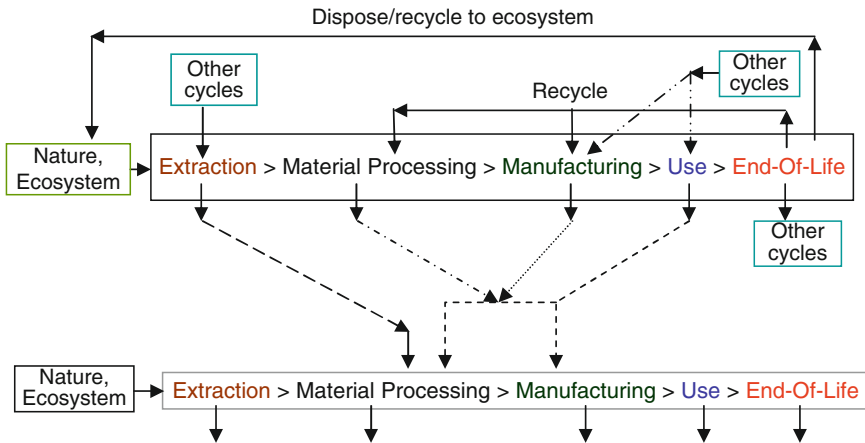 Dispose/recycle to ecosystem
Other
cycles
Other
cycles
Recycle
Nature,
Ecosystem
Extraction > Material Processing > Manufacturing > Use > End-Of-Life
Other
cycles
Nature,
Ecosystem
Extraction > Material Processing > Manufacturing > Use > End-Of-Life